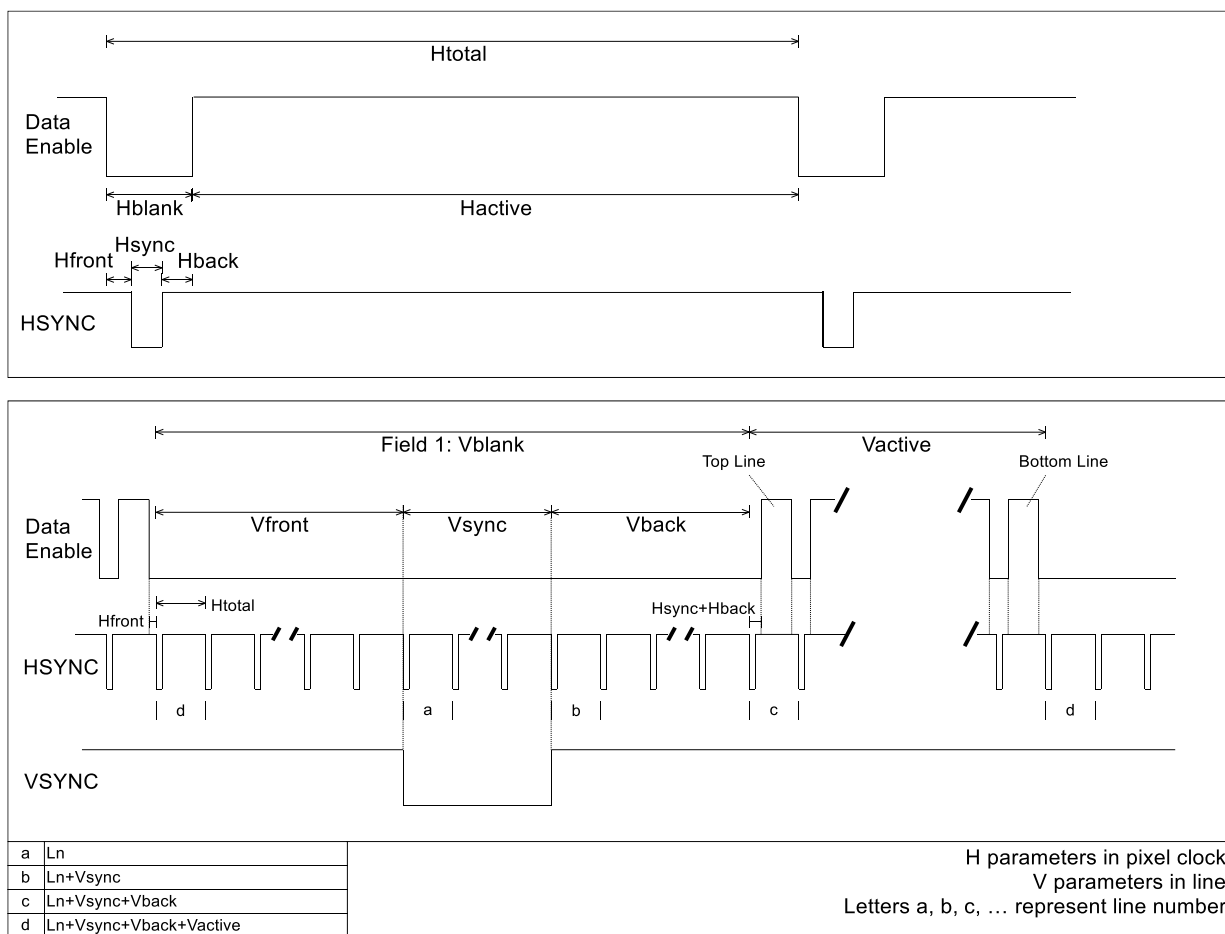 Htotal
Data
Enable
Hblank
Hactive
Hsync
Hfront
Hback
HSYNC
Field 1: Vblank
Vactive
Top Line
Bottom Line
Data
Enable
Vfront
Vsync
Vback
Hfront
Htotal
Hsync+Hback
HSYNC
d
a
b
c
d
VSYNC
a Ln
b Ln+Vsync
c Ln+Vsync+Vback
d Ln+Vsync+Vback+Vactive
H parameters in pixel clock
V parameters in line
Letters a, b, c, … represent line number